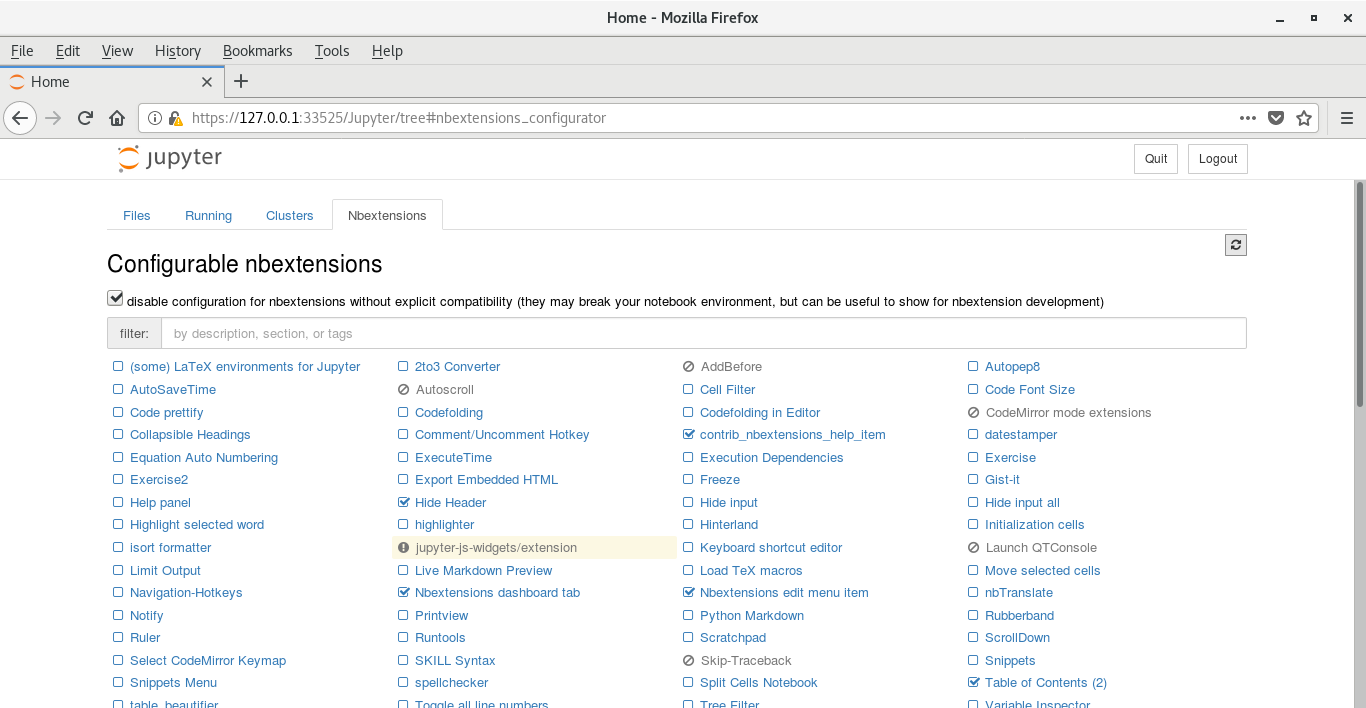 Home - Mozilla Firefox
File Edit View History Bookmarks Tools Help
Home
https://127.0.0.1:33525/Jupyter/tree#nbextensions_configurator
jupyter Quit Logout
Files Running Clusters Nbextensions
Configurable nbextensions
disable configuration for nbextensions without explicit compatibility (they may break your notebook environment, but can be useful to show for nbextension development)
filter: by description, section, or tags
(some) LaTeX environments for Jupyter 2to3 Converter AddBefore Autopep8
AutoSaveTime Autoscroll Cell Filter Code Font Size
Code prettify Codefolding Codefolding in Editor CodeMirror mode extensions
Collapsible Headings Comment/Uncomment Hotkey contrib_nbextensions_help_item datestamper
Equation Auto Numbering ExecuteTime Execution Dependencies Exercise
Exercise2 Export Embedded HTML Freeze Gist-it
Help panel Hide Header Hide input Hide input all
Highlight selected word highlighter Hinterland Initialization cells
isort formatter jupyter-js-widgets/extension Keyboard shortcut editor Launch QTConsole
Limit Output Live Markdown Preview Load TeX macros Move selected cells
Navigation-Hotkeys Nbextensions dashboard tab Nbextensions edit menu item nbTranslate
Notify Printview Python Markdown Rubberband
Ruler Runtools Scratchpad ScrollDown
Select CodeMirror Keymap SKILL Syntax Skip-Traceback Snippets
Snippets Menu spellchecker Split Cells Notebook Table of Contents (2)
table_beautifier Toggle all line numbers Tree Filter Variable Inspector